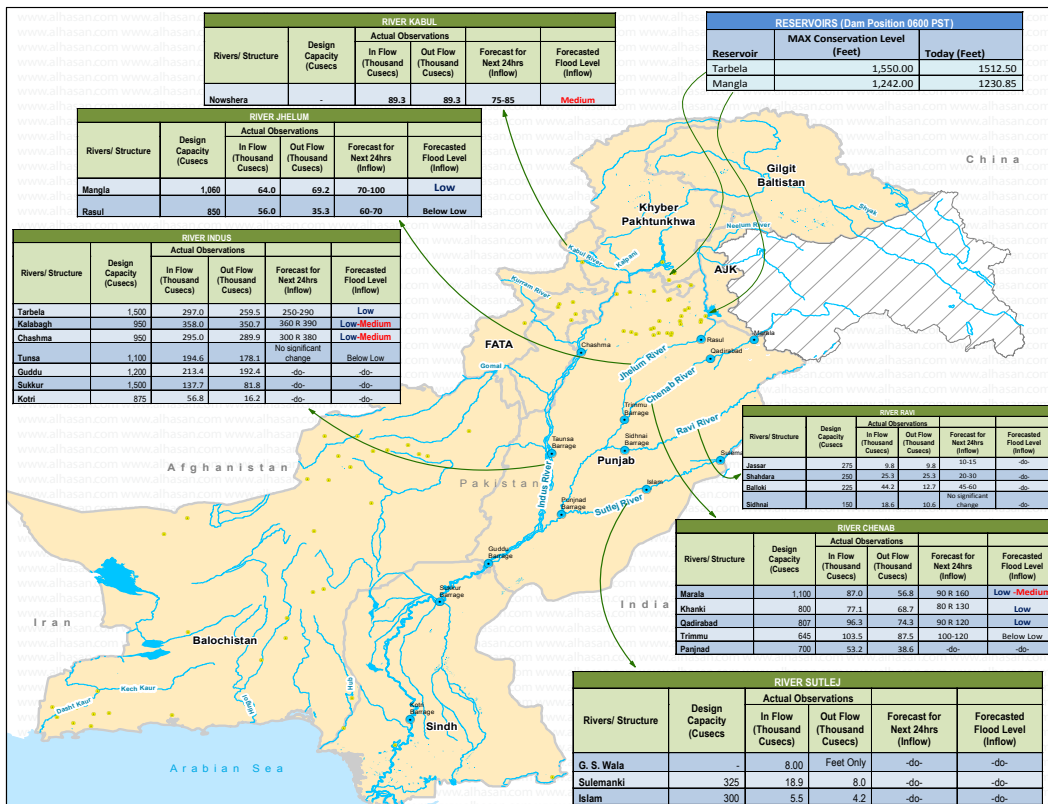 RIVER KABUL
Rivers/ Structure Design Capacity (Cusecs Actual Observations In Flow (Thousand Cusecs) Out Flow (Thousand Cusecs) Forecast for Next 24hrs (Inflow) Forecasted Flood Level (Inflow)
Nowshera - 89.3 89.3 75-85 Medium
RESERVOIRS (Dam Position 0600 PST)
Reservoir MAX Conservation Level (Feet) Today (Feet)
Tarbela 1,550.00 1512.50
Mangla 1,242.00 1230.85
RIVER JHELUM
Rivers/ Structure Design Capacity (Cusecs Actual Observations In Flow (Thousand Cusecs) Out Flow (Thousand Cusecs) Forecast for Next 24hrs (Inflow) Forecasted Flood Level (Inflow)
Mangla 1,060 64.0 69.2 70-100 Low
Rasul 850 56.0 35.3 60-70 Below Low
RIVER INDUS
Rivers/ Structure Design Capacity (Cusecs) Actual Observations In Flow (Thousand Cusecs) Out Flow (Thousand Cusecs) Forecast for Next 24hrs (Inflow) Forecasted Flood Level (Inflow)
Tarbela 1,500 297.0 259.5 250-290 Low
Kalabagh 950 358.0 350.7 360 R 390 Low-Medium
Chashma 950 295.0 289.9 300 R 380 Low-Medium
Tunsa 1,100 194.6 178.1 No significant change Below Low
Guddu 1,200 213.4 192.4 -do- -do-
Sukkur 1,500 137.7 81.8 -do- -do-
Kotri 875 56.8 16.2 -do- -do-
China
Gilgit Baltistan
Khyber Pakhtunkhwa
Shyok
Neelum River
Kabul River
Kalpani
AJK
Kurram River
FATA
Chashma
Rasul
Marala
Qadirabad
Jhelum River
Chenab River
Gomal
Trimmu Barrage
Ravi River
Sidhnai Barrage
Taunsa Barrage
Punjab
Sulema
Afghanistan
Pakistan
Islam
Indus River
Panjnad Barrage
Sutlej River
Guddu Barrage
Sukkur Barrage
India
Iran
Balochistan
Kech Kaur
Dasht Kaur
Hingol
Hub
Kotri Barrage
Sindh
Arabian Sea
RIVER RAVI
Rivers/ Structure Design Capacity (Cusecs Actual Observations In Flow (Thousand Cusecs) Out Flow (Thousand Cusecs) Forecast for Next 24hrs (Inflow) Forecasted Flood Level (Inflow)
Jassar 275 9.8 9.8 10-15 -do-
Shahdara 250 25.3 25.3 20-30 -do-
Balloki 225 44.2 12.7 45-60 -do-
Sidhnai 150 18.6 10.6 No significant change -do-
RIVER CHENAB
Rivers/ Structure Design Capacity (Cusecs Actual Observations In Flow (Thousand Cusecs) Out Flow (Thousand Cusecs) Forecast for Next 24hrs (Inflow) Forecasted Flood Level (Inflow)
Marala 1,100 87.0 56.8 90 R 160 Low -Medium
Khanki 800 77.1 68.7 80 R 130 Low
Qadirabad 807 96.3 74.3 90 R 120 Low
Trimmu 645 103.5 87.5 100-120 Below Low
Panjnad 700 53.2 38.6 -do- -do-
RIVER SUTLEJ
Rivers/ Structure Design Capacity (Cusecs Actual Observations In Flow (Thousand Cusecs) Out Flow (Thousand Cusecs) Forecast for Next 24hrs (Inflow) Forecasted Flood Level (Inflow)
G. S. Wala - 8.00 Feet Only -do- -do-
Sulemanki 325 18.9 8.0 -do- -do-
Islam 300 5.5 4.2 -do- -do-
www.alhasan.com